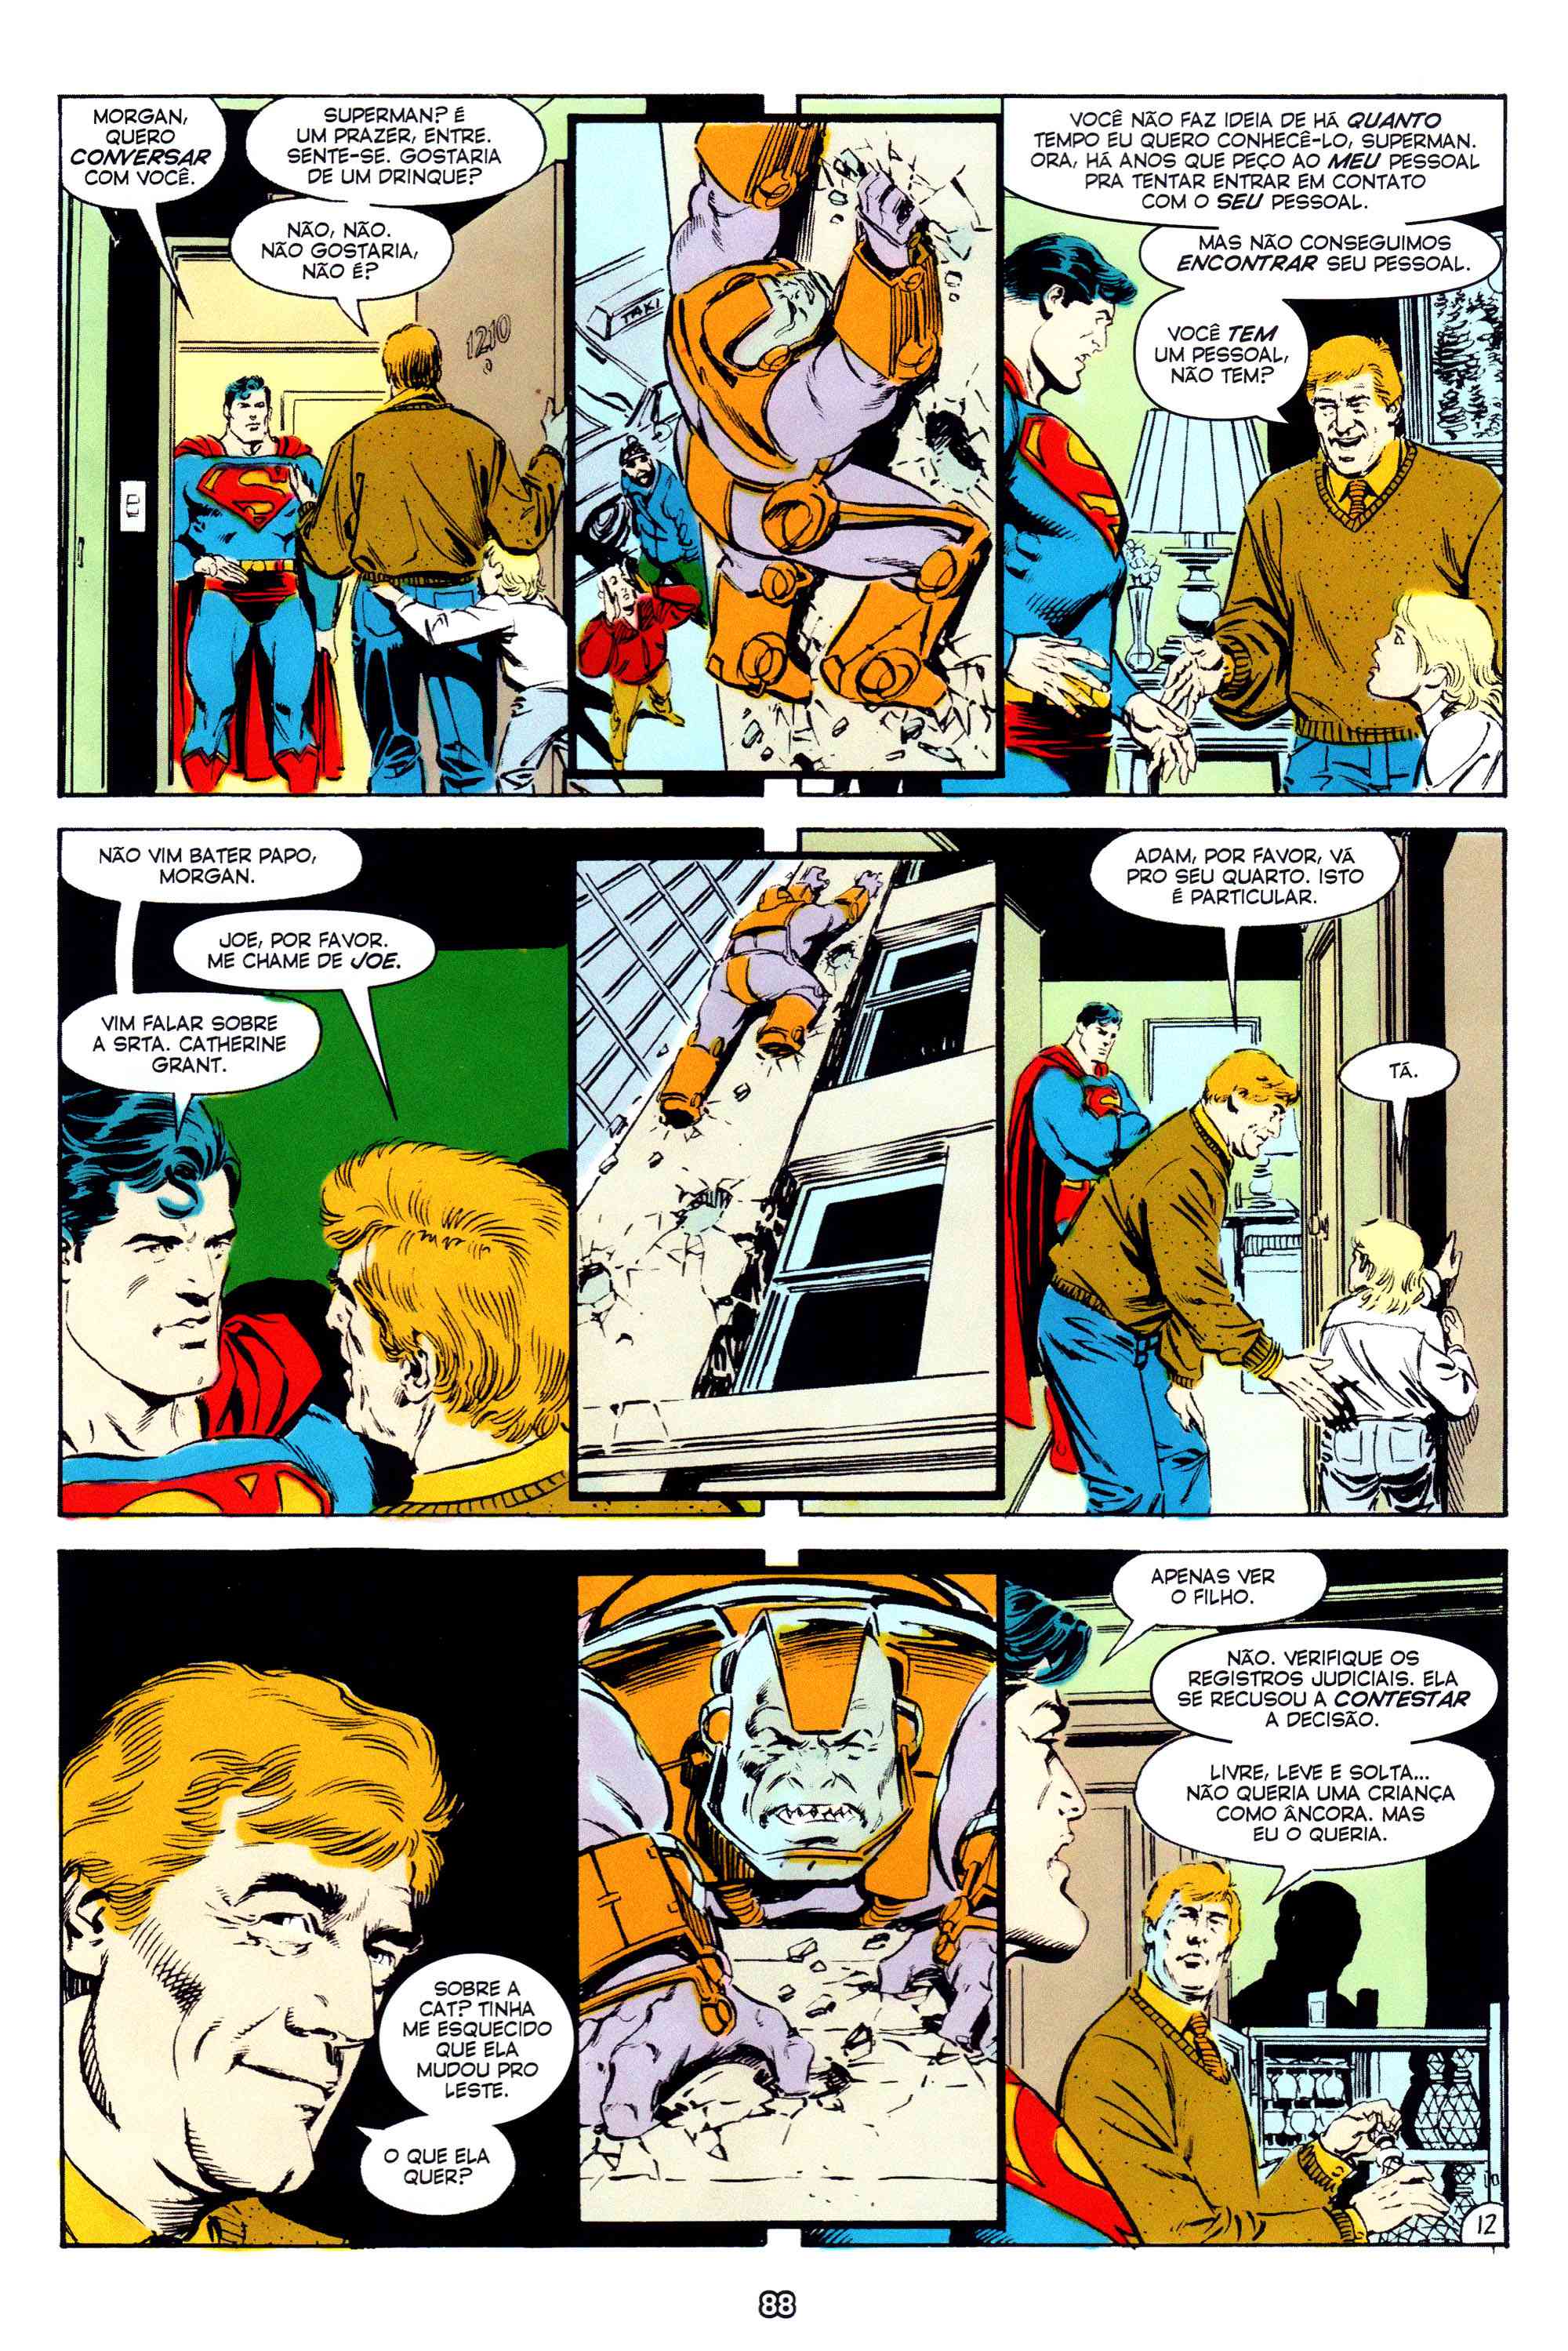 MORGAN,
QUERO
CONVERSAR
COM VOCÊ.
SUPERMAN? É
UM PRAZER, ENTRE.
SENTE-SE. GOSTARIA
DE UM DRINQUE?
NÃO, NÃO.
NÃO GOSTARIA,
NÃO É?
1210
TAXI
VOCÊ NÃO FAZ IDEIA DE HÁ QUANTO
TEMPO EU QUERO CONHECÊ-LO, SUPERMAN.
ORA, HÁ ANOS QUE PEÇO AO MEU PESSOAL
PRA TENTAR ENTRAR EM CONTATO
COM O SEU PESSOAL.
MAS NÃO CONSEGUIMOS
ENCONTRAR SEU PESSOAL.
VOCÊ TEM
UM PESSOAL,
NÃO TEM?
NÃO VIM BATER PAPO,
MORGAN.
JOE, POR FAVOR.
ME CHAME DE JOE.
VIM FALAR SOBRE
A SRTA. CATHERINE
GRANT.
ADAM, POR FAVOR, VÁ
PRO SEU QUARTO. ISTO
É PARTICULAR.
TÁ.
SOBRE A
CAT? TINHA
ME ESQUECIDO
QUE ELA
MUDOU PRO
LESTE.
O QUE ELA
QUER?
APENAS VER
O FILHO.
NÃO. VERIFIQUE OS
REGISTROS JUDICIAIS. ELA
SE RECUSOU A CONTESTAR
A DECISÃO.
LIVRE, LEVE E SOLTA...
NÃO QUERIA UMA CRIANÇA
COMO ÂNCORA. MAS
EU O QUERIA.
12
88